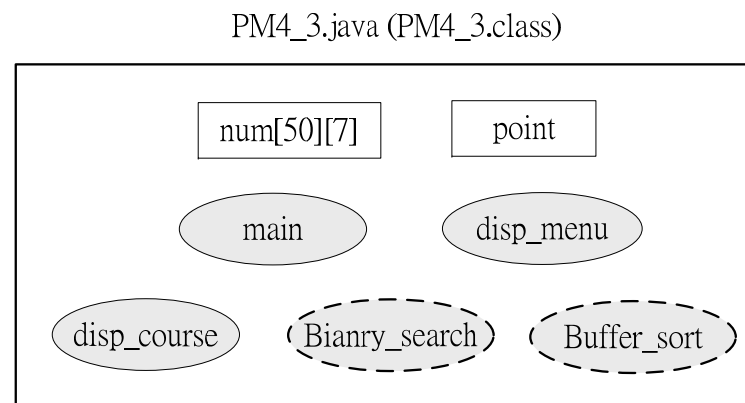 PM4_3.java (PM4_3.class)
num[50][7] point
main disp_menu
disp_course Bianry_search Buffer_sort